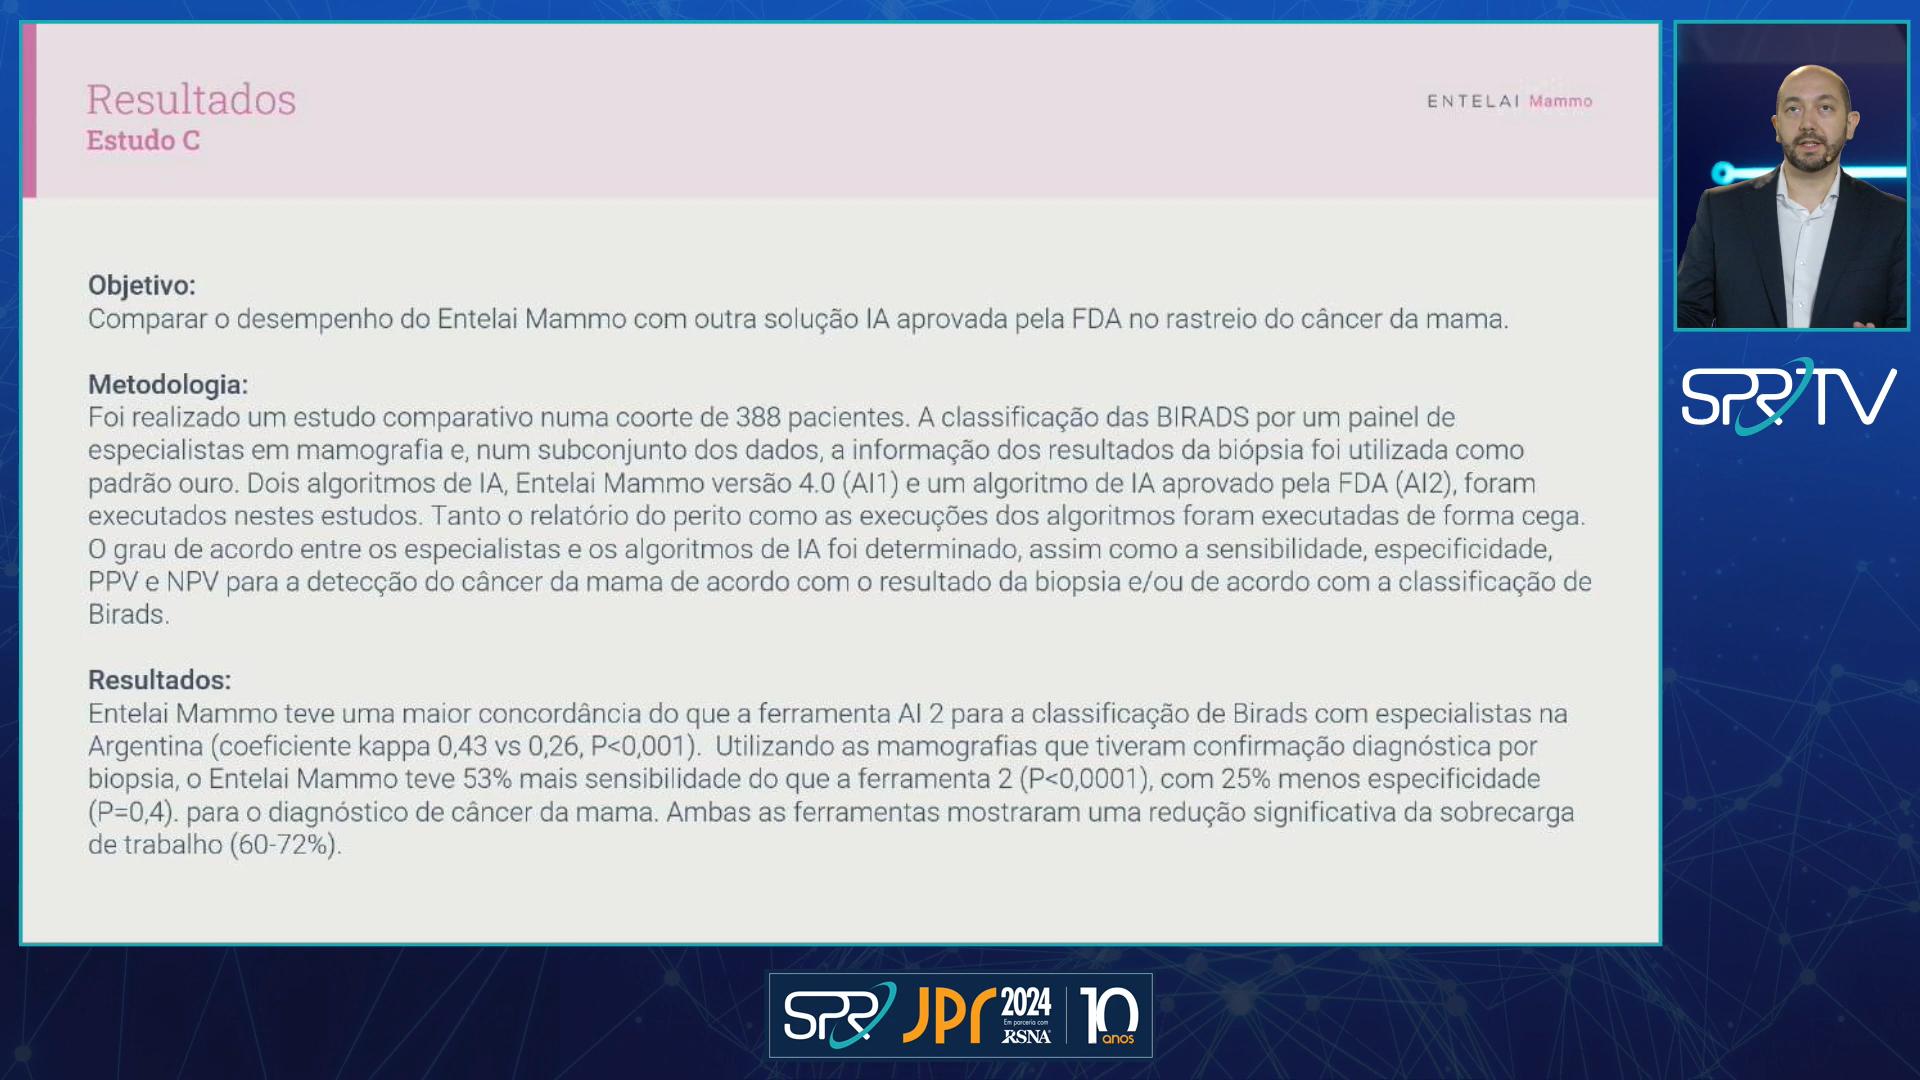 Resultados
Estudo C
ENTELAI Mammo
Objetivo:
Comparar o desempenho do Entelai Mammo com outra solução IA aprovada pela FDA no rastreio do câncer da mama.
Metodologia:
Foi realizado um estudo comparativo numa coorte de 388 pacientes. A classificação das BIRADS por um painel de
especialistas em mamografia e, num subconjunto dos dados, a informação dos resultados da biópsia foi utilizada como
padrão ouro. Dois algoritmos de IA, Entelai Mammo versão 4.0 (AI1) e um algoritmo de IA aprovado pela FDA (AI2), foram
executados nestes estudos. Tanto o relatório do perito como as execuções dos algoritmos foram executadas de forma cega.
O grau de acordo entre os especialistas e os algoritmos de IA foi determinado, assim como a sensibilidade, especificidade,
PPV e NPV para a detecção do câncer da mama de acordo com o resultado da biopsia e/ou de acordo com a classificação de
Birads.
Resultados:
Entelai Mammo teve uma maior concordância do que a ferramenta AI 2 para a classificação de Birads com especialistas na
Argentina (coeficiente kappa 0,43 vs 0,26, P<0,001).  Utilizando as mamografias que tiveram confirmação diagnóstica por
biopsia, o Entelai Mammo teve 53% mais sensibilidade do que a ferramenta 2 (P<0,0001), com 25% menos especificidade
(P=0,4). para o diagnóstico de câncer da mama. Ambas as ferramentas mostraram uma redução significativa da sobrecarga
de trabalho (60-72%).
SPR TV
SPR JPR 2024
Em parceria com
RSNA
10 anos